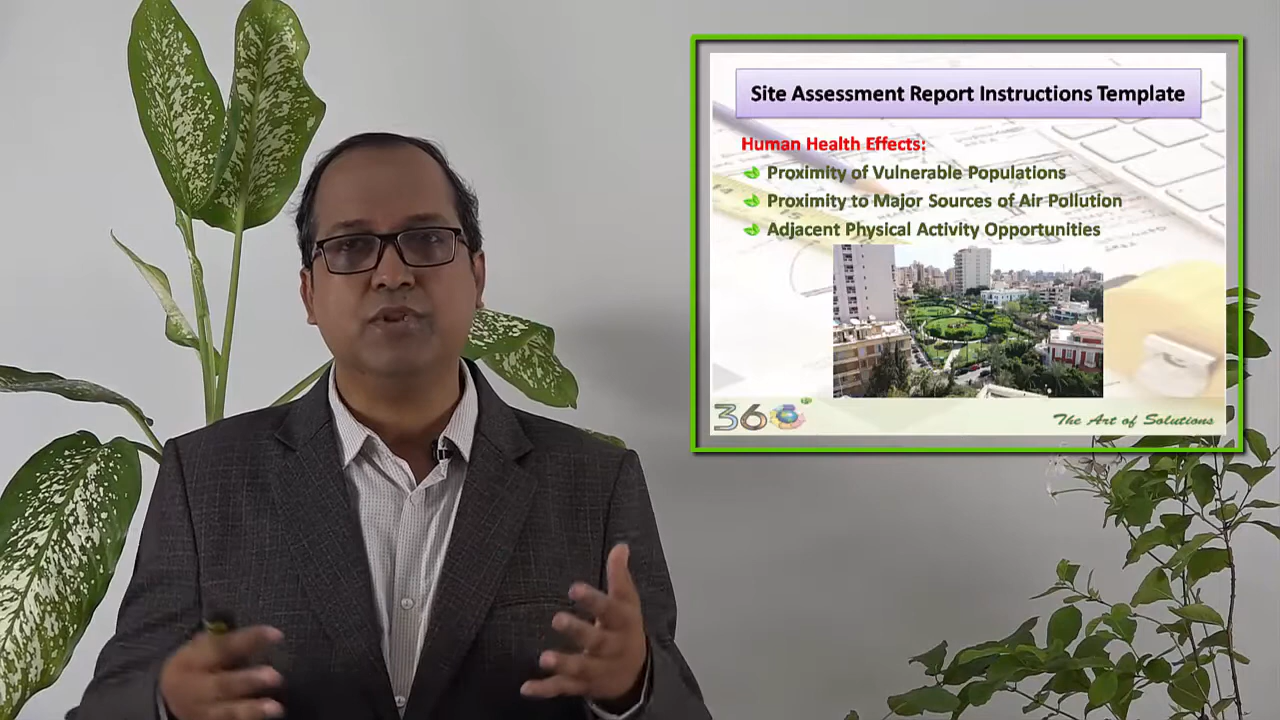 Site Assessment Report Instructions Template
Human Health Effects:
Proximity of Vulnerable Populations
Proximity to Major Sources of Air Pollution
Adjacent Physical Activity Opportunities
36
The Art of Solutions